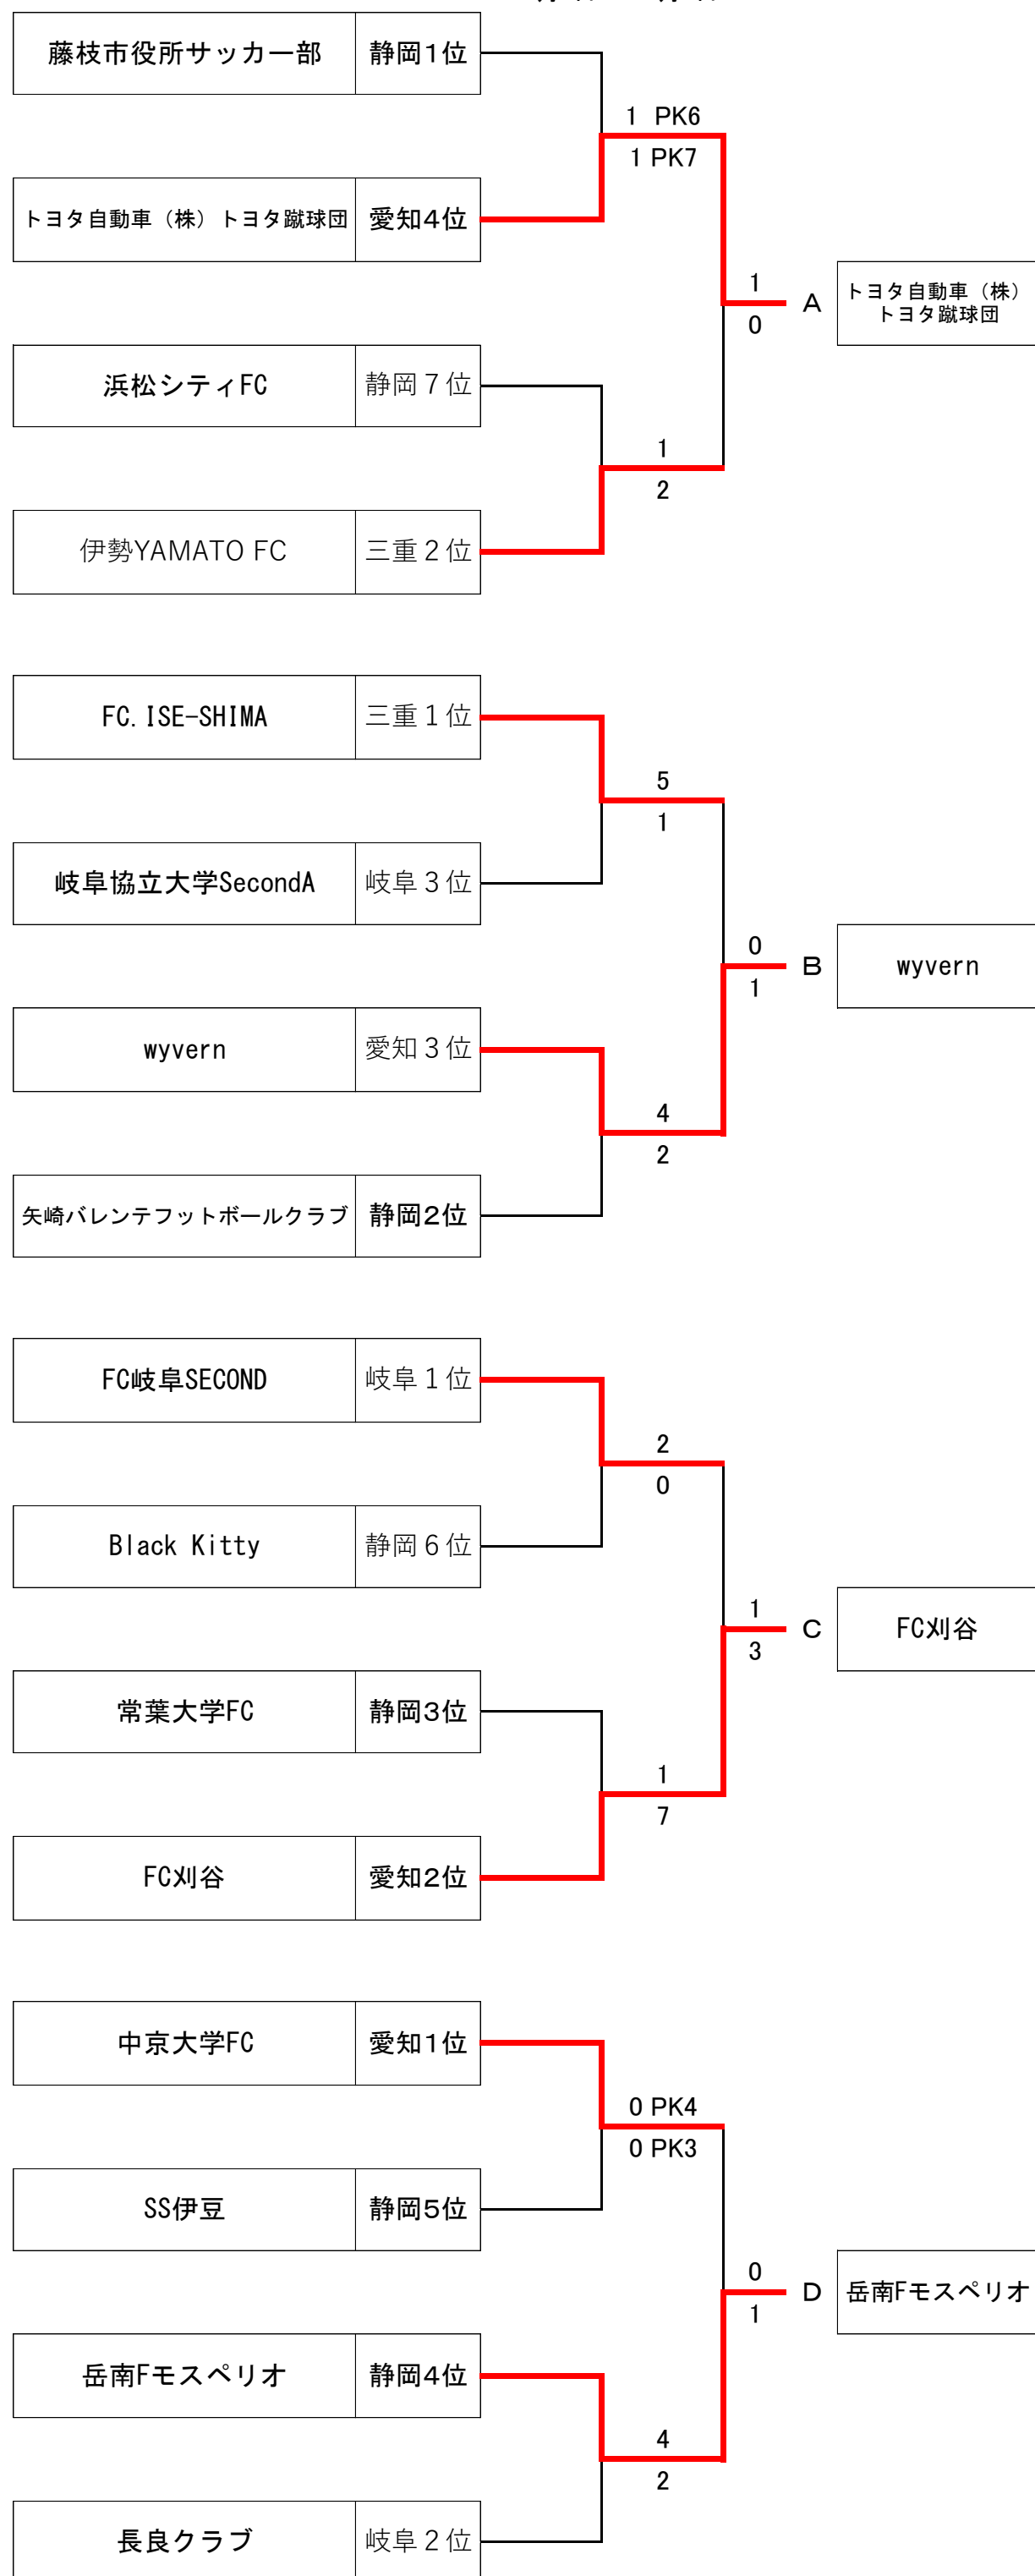 藤枝市役所サッカー部 静岡1位
1 PK6
1 PK7
トヨタ自動車（株）トヨタ蹴球団 愛知4位
1
0
A
トヨタ自動車（株）
トヨタ蹴球団
浜松シティFC 静岡７位
1
2
伊勢YAMATO FC 三重２位
FC.ISE-SHIMA 三重１位
5
1
岐阜協立大学SecondA 岐阜３位
0
1
B
wyvern
wyvern 愛知３位
4
2
矢崎バレンテフットボールクラブ 静岡2位
FC岐阜SECOND 岐阜１位
2
0
Black Kitty 静岡６位
1
3
C
FC刈谷
常葉大学FC 静岡3位
1
7
FC刈谷 愛知2位
中京大学FC 愛知1位
0 PK4
0 PK3
SS伊豆 静岡5位
0
1
D
岳南Fモスペリオ
岳南Fモスペリオ 静岡4位
4
2
長良クラブ 岐阜２位